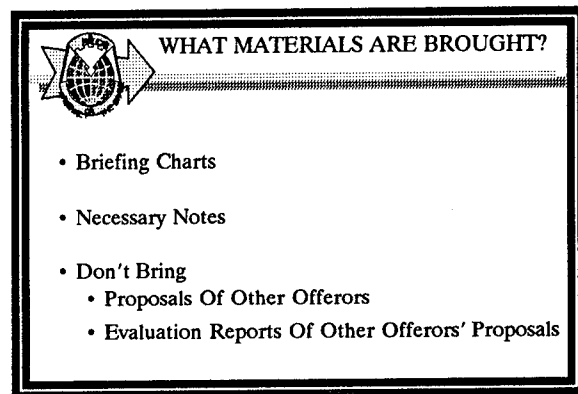 WHAT MATERIALS ARE BROUGHT?
• Briefing Charts
• Necessary Notes
• Don't Bring
• Proposals Of Other Offerors
• Evaluation Reports Of Other Offerors' Proposals